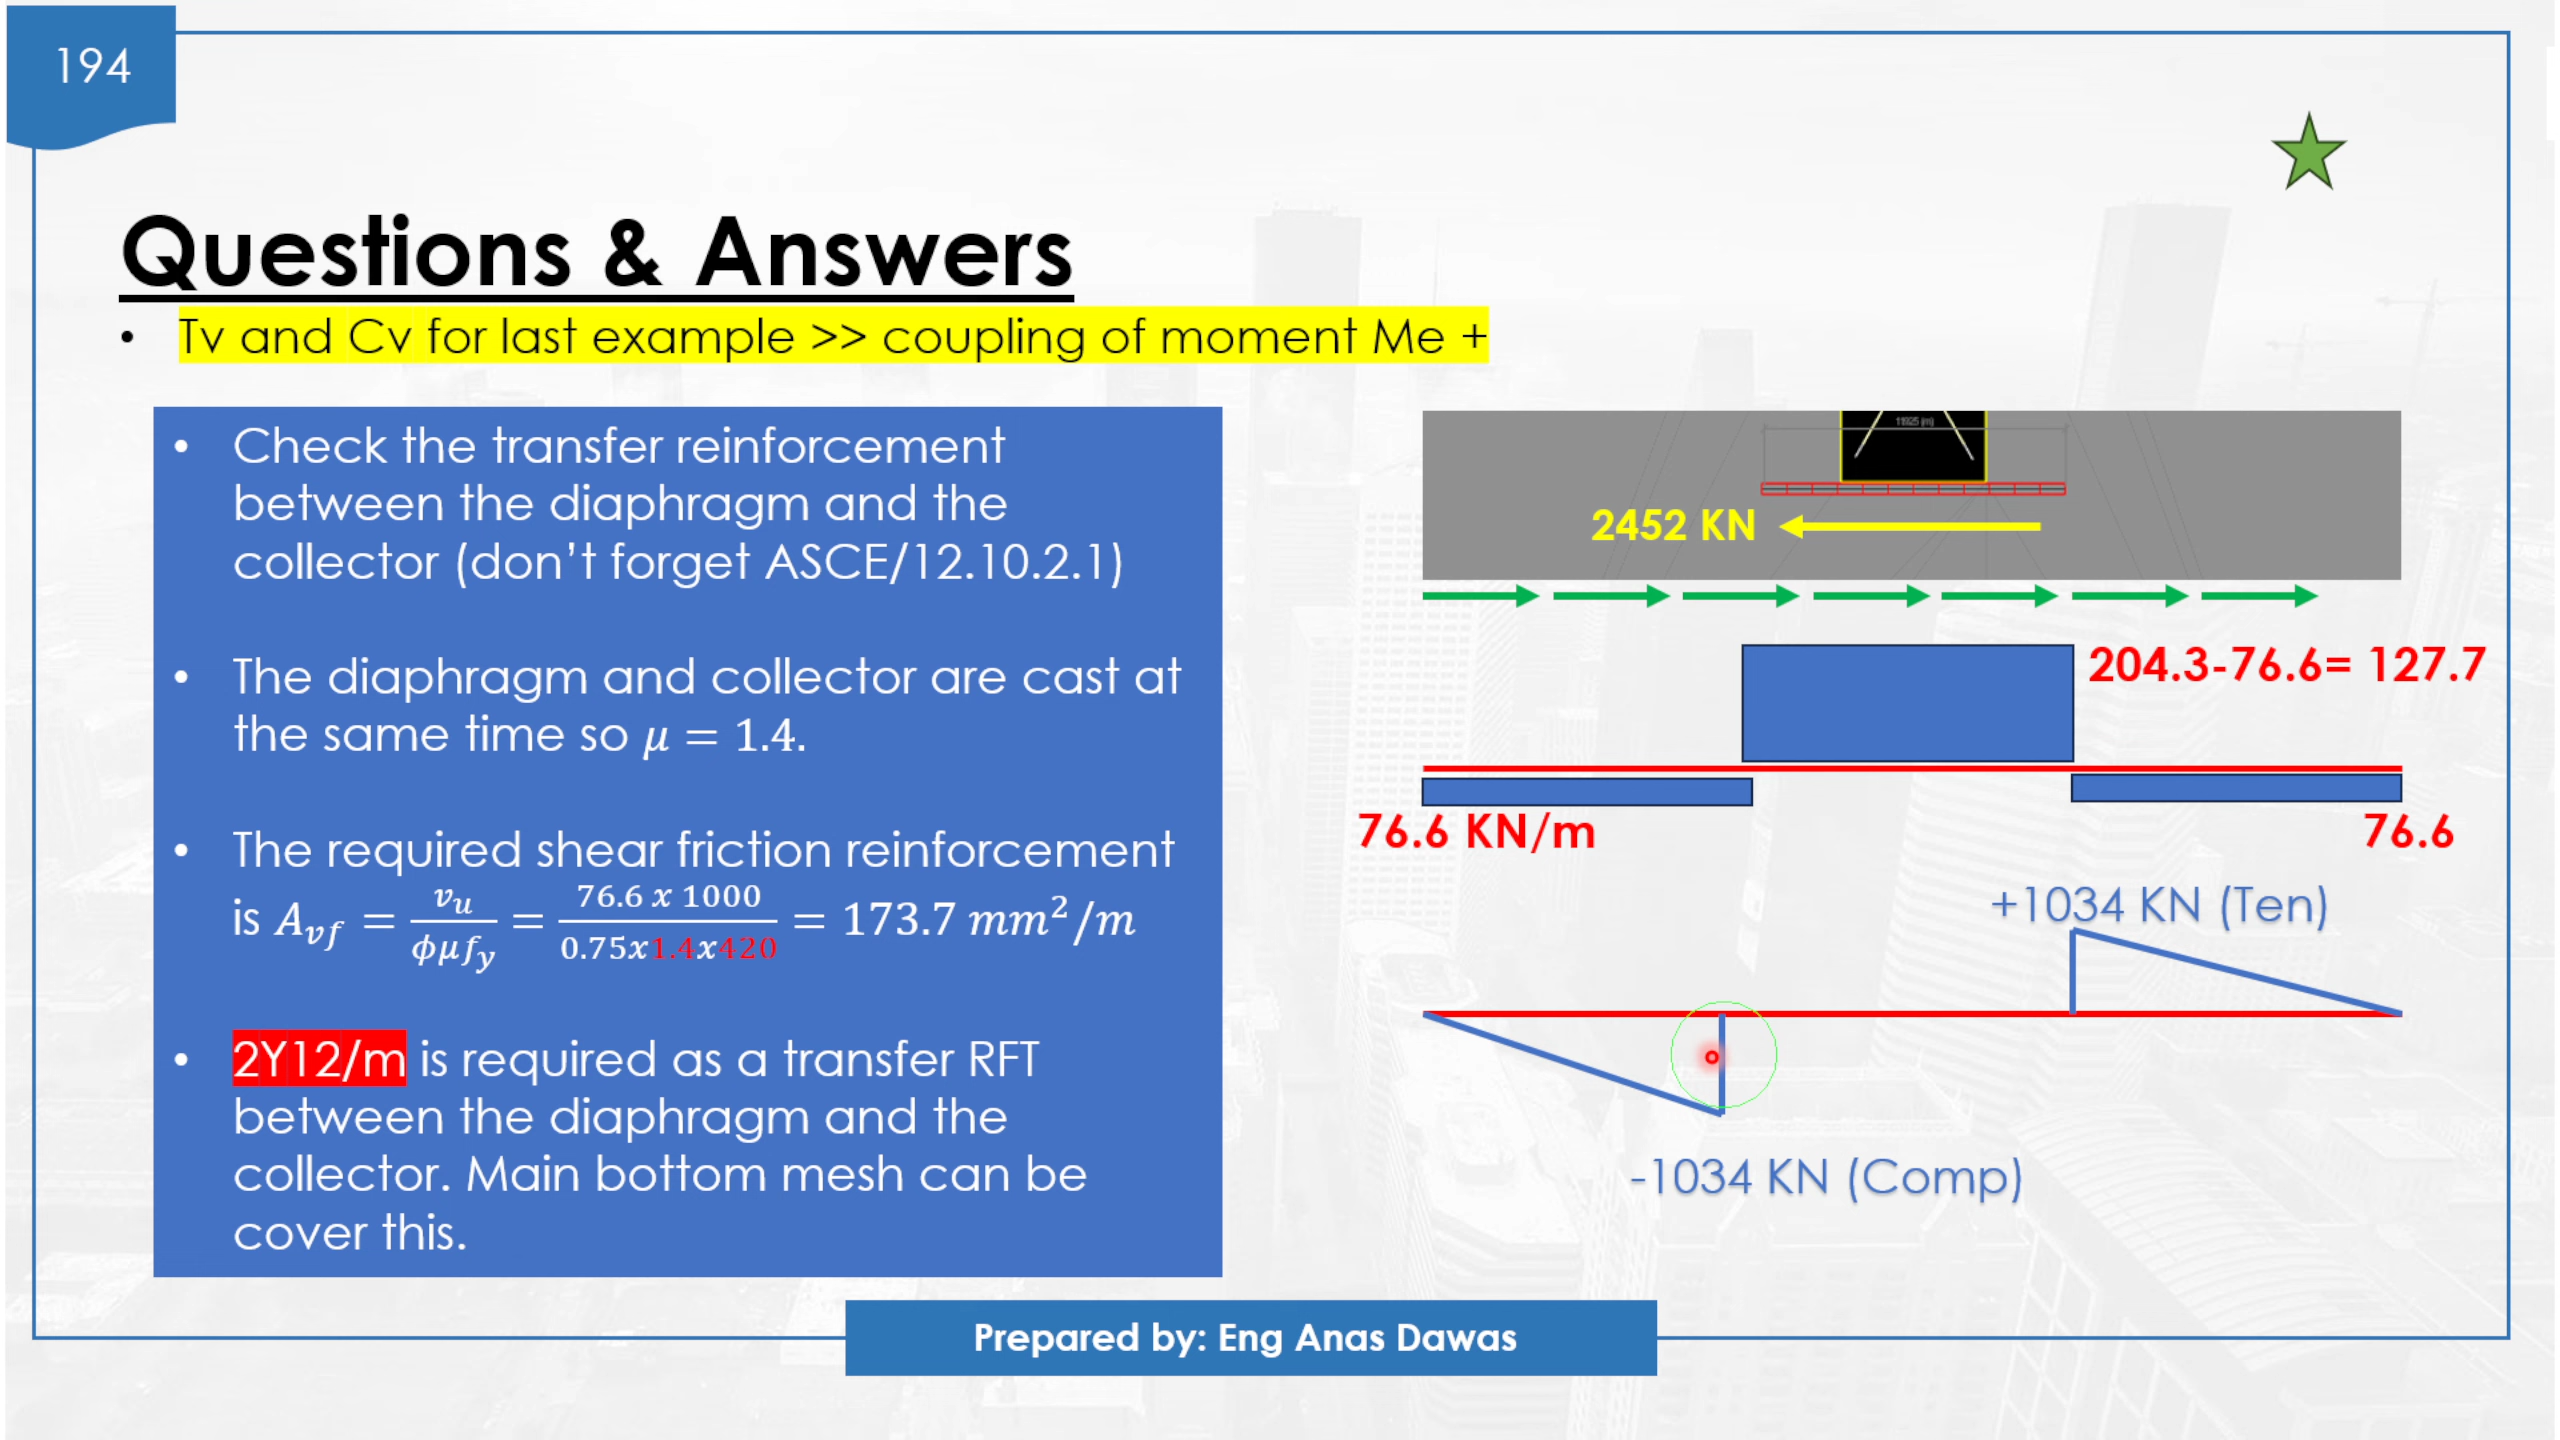 194
Questions & Answers
• Tv and Cv for last example >> coupling of moment Me +
• Check the transfer reinforcement
between the diaphragm and the
collector (don't forget ASCE/12.10.2.1)
• The diaphragm and collector are cast at
the same time so μ = 1.4.
• The required shear friction reinforcement
is A_vf = v_u / ϕμf_y = 76.6 x 1000 / 0.75x1.4x420 = 173.7 mm²/m
• 2Y12/m is required as a transfer RFT
between the diaphragm and the
collector. Main bottom mesh can be
cover this.
2452 KN
204.3-76.6= 127.7
76.6 KN/m
76.6
+1034 KN (Ten)
-1034 KN (Comp)
Prepared by: Eng Anas Dawas